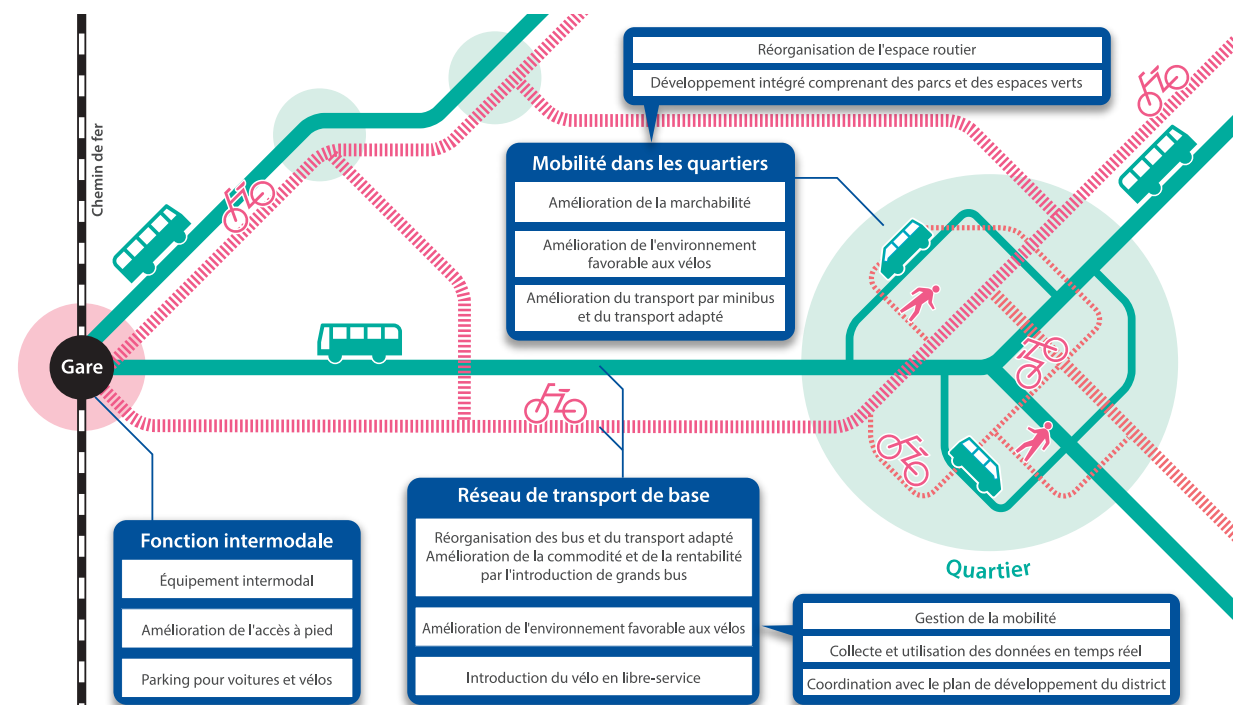 Réorganisation de l'espace routier
Développement intégré comprenant des parcs et des espaces verts
Chemin de fer
Mobilité dans les quartiers
Amélioration de la marchabilité
Amélioration de l'environnement
favorable aux vélos
Amélioration du transport par minibus
et du transport adapté
Gare
Réseau de transport de base
Réorganisation des bus et du transport adapté
Amélioration de la commodité et de la rentabilité
par l'introduction de grands bus
Amélioration de l'environnement favorable aux vélos
Introduction du vélo en libre-service
Fonction intermodale
Équipement intermodal
Amélioration de l'accès à pied
Parking pour voitures et vélos
Quartier
Gestion de la mobilité
Collecte et utilisation des données en temps réel
Coordination avec le plan de développement du district